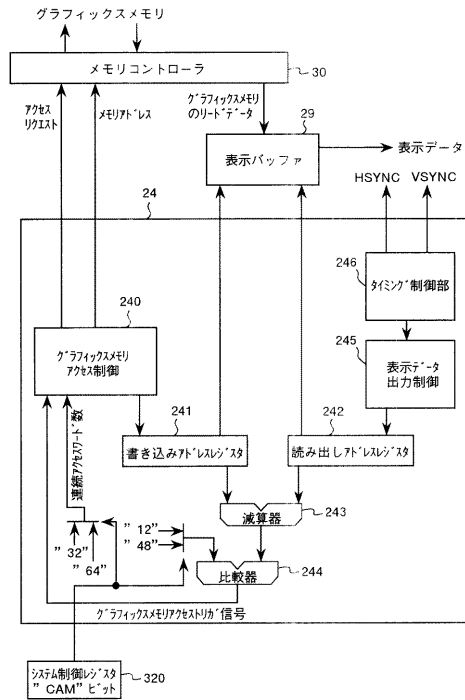 グラフィックスメモリ
メモリコントローラ
30
アクセス
リクエスト
メモリアドレス
グラフィックスメモリ
のリードデータ
29
表示バッファ
表示データ
HSYNC
VSYNC
24
246
タイミング制御部
240
グラフィックスメモリ
アクセス制御
245
表示データ
出力制御
241
書き込みアドレスレジスタ
242
読み出しアドレスレジスタ
連続アクセスワード数
減算器
243
"32"
"64"
"12"
"48"
比較器
244
グラフィックスメモリアクセストリガ信号
システム制御レジスタ
"CAM"ビット
320